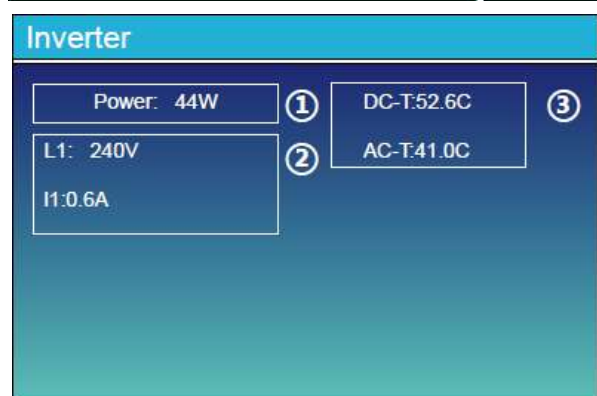 Inverter
Power: 44W
①
L1: 240V
I1:0.6A
②
DC-T:52.6C
AC-T:41.0C
③